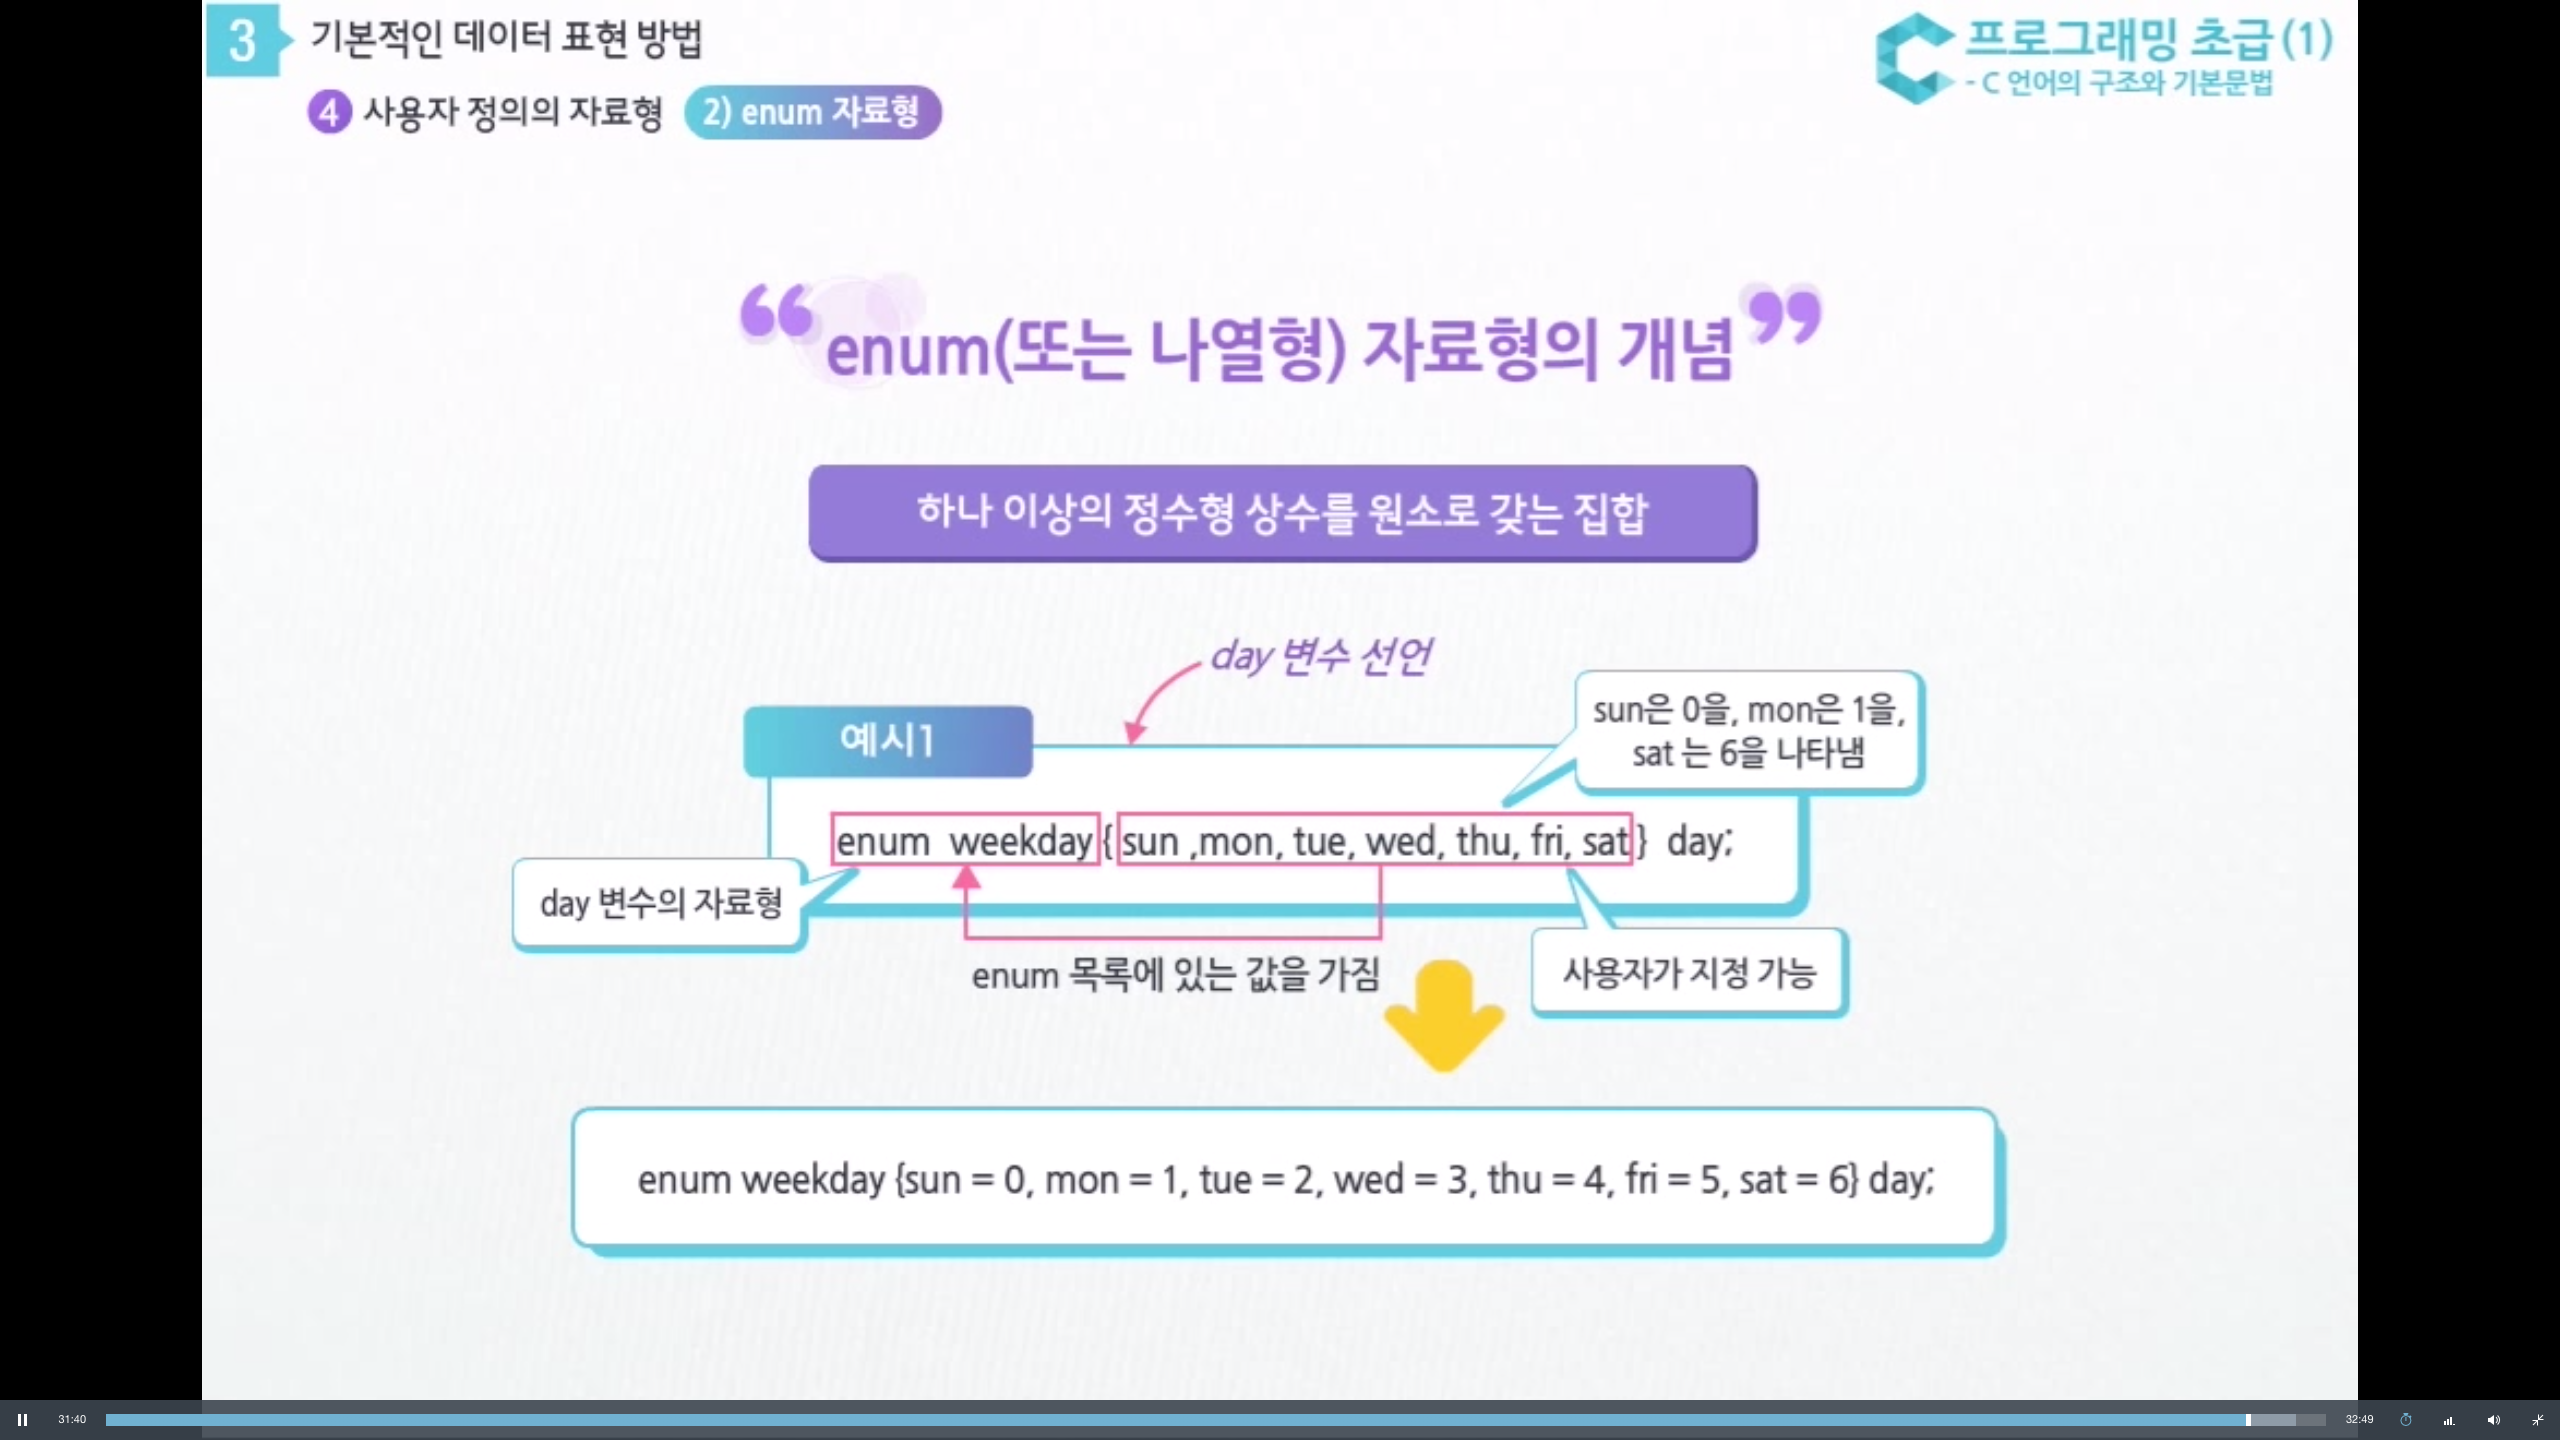 3 기본적인 데이터 표현 방법
프로그래밍 초급(1)
- C 언어의 구조와 기본문법
4 사용자 정의의 자료형 2) enum 자료형
“enum(또는 나열형) 자료형의 개념”
하나 이상의 정수형 상수를 원소로 갖는 집합
day 변수 선언
예시1
sun은 0을, mon은 1을,
sat 는 6을 나타냄
enum weekday { sun ,mon, tue, wed, thu, fri, sat } day;
day 변수의 자료형
enum 목록에 있는 값을 가짐
사용자가 지정 가능
enum weekday {sun = 0, mon = 1, tue = 2, wed = 3, thu = 4, fri = 5, sat = 6} day;
31:40
32:49